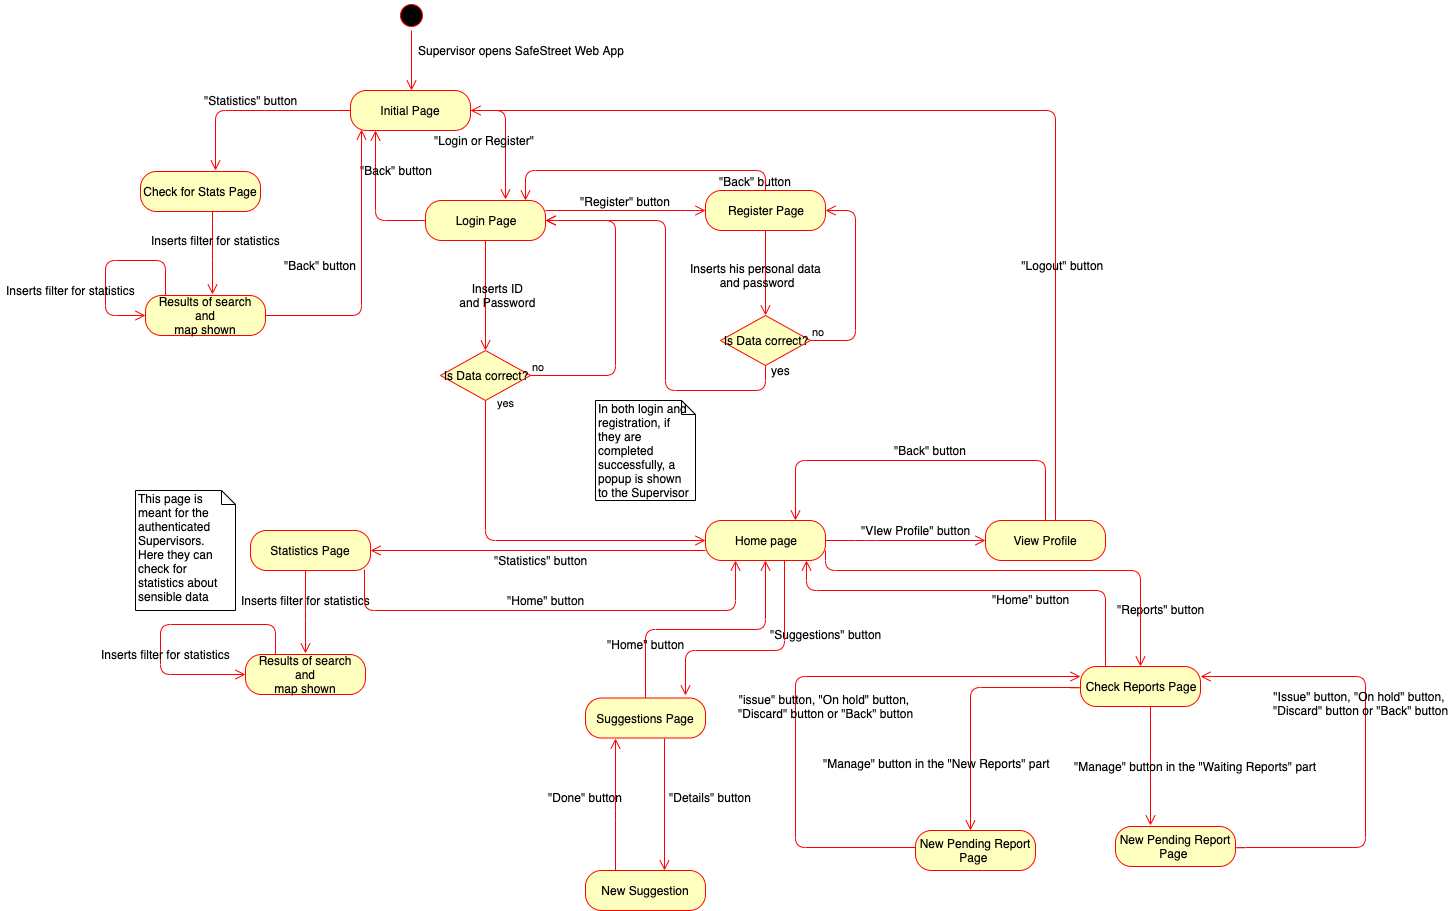 Supervisor opens SafeStreet Web App
"Statistics" button
Initial Page
"Login or Register"
"Back" button
"Back" button
Check for Stats Page
"Register" button
Register Page
Login Page
Inserts filter for statistics
"Back" button
"Logout" button
Inserts his personal data
and password
Inserts filter for statistics
Inserts ID
and Password
Results of search
and
map shown
no
Is Data correct?
yes
no
Is Data correct?
yes
In both login and
registration, if
they are
completed
successfully, a
popup is shown
to the Supervisor
"Back" button
This page is
meant for the
authenticated
Supervisors.
Here they can
check for
statistics about
sensible data
"VIew Profile" button
Home page
View Profile
Statistics Page
"Statistics" button
Inserts filter for statistics
"Home" button
"Home" button
"Reports" button
"Suggestions" button
"Home" button
Inserts filter for statistics
Results of search
and
map shown
Check Reports Page
"issue" button, "On hold" button,
"Discard" button or "Back" button
"Issue" button, "On hold" button,
"Discard" button or "Back" button
Suggestions Page
"Manage" button in the "New Reports" part
"Manage" button in the "Waiting Reports" part
"Done" button
"Details" button
New Pending Report
Page
New Pending Report
Page
New Suggestion